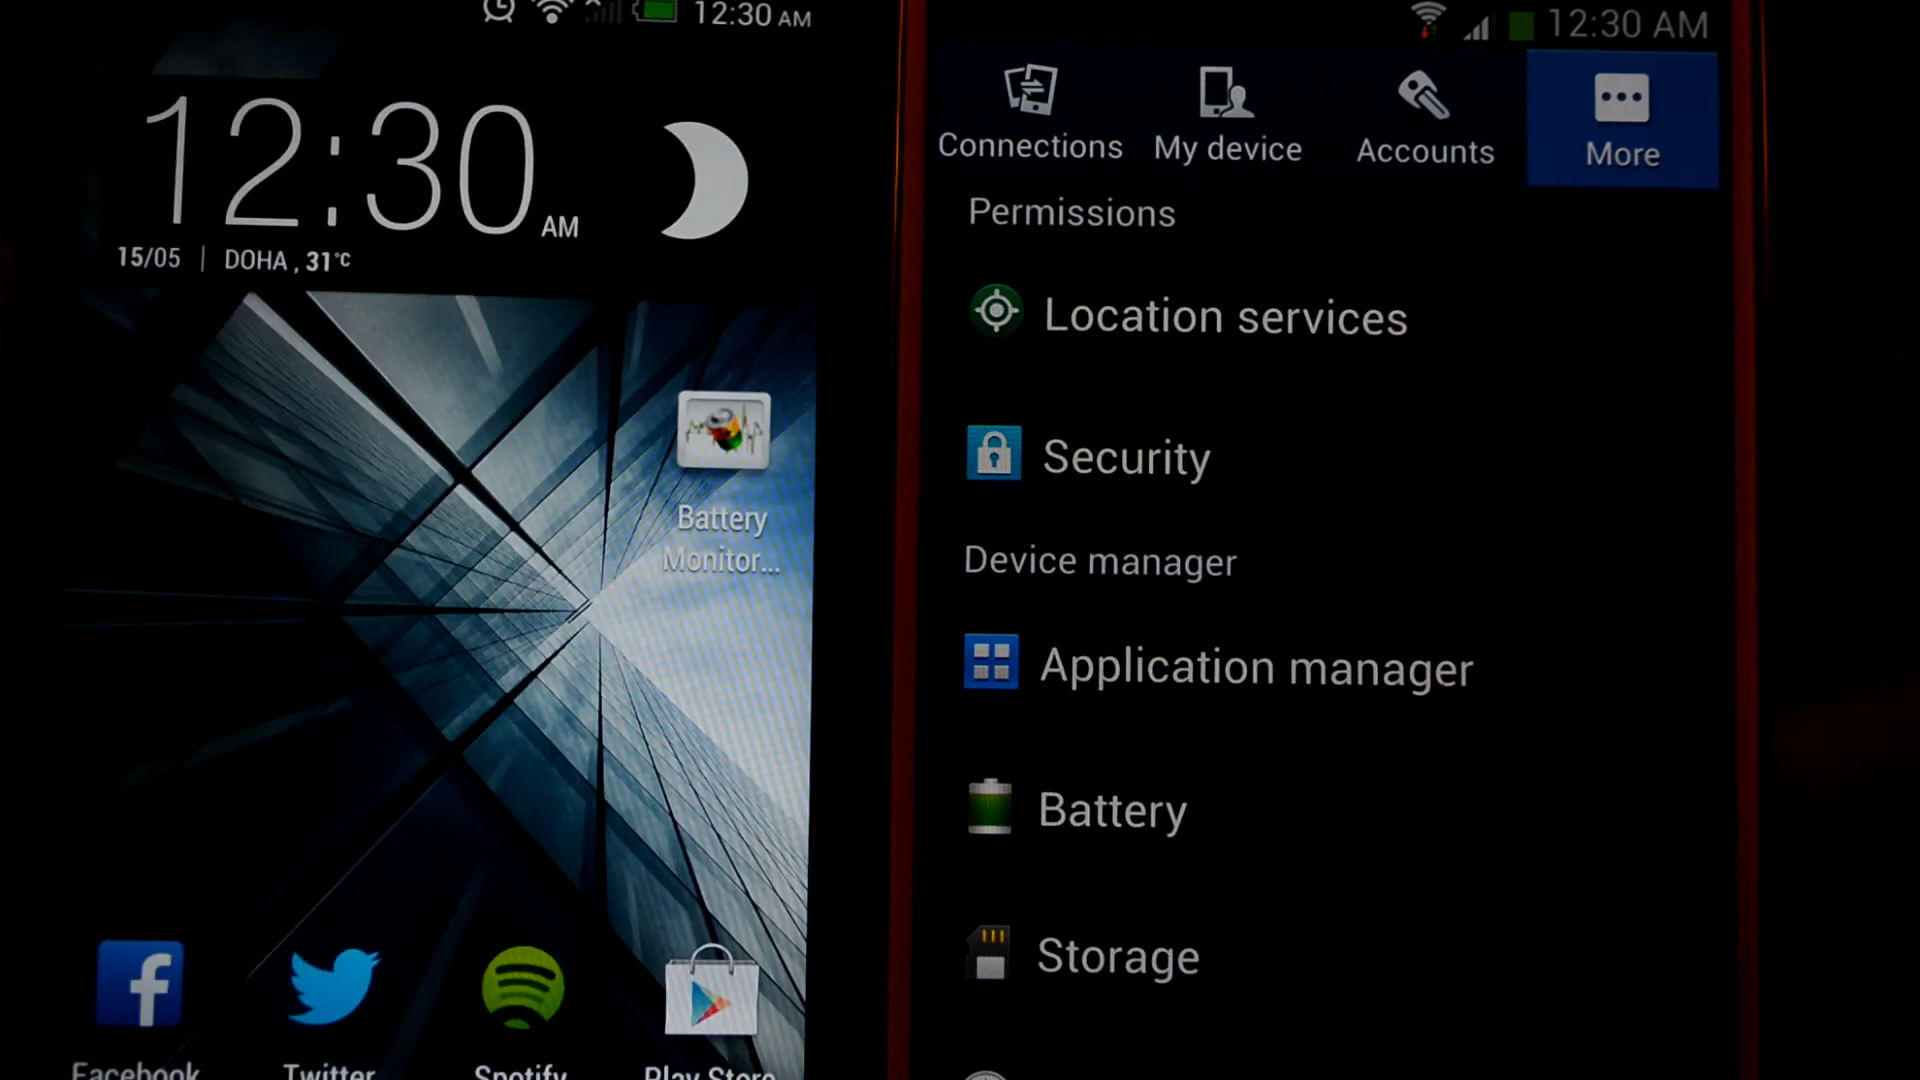 12:30 AM
12:30 AM
15/05 | DOHA , 31°C
Battery
Monitor...
Facebook
Twitter
Spotify
Play Store
12:30 AM
Connections
My device
Accounts
More
Permissions
Location services
Security
Device manager
Application manager
Battery
Storage